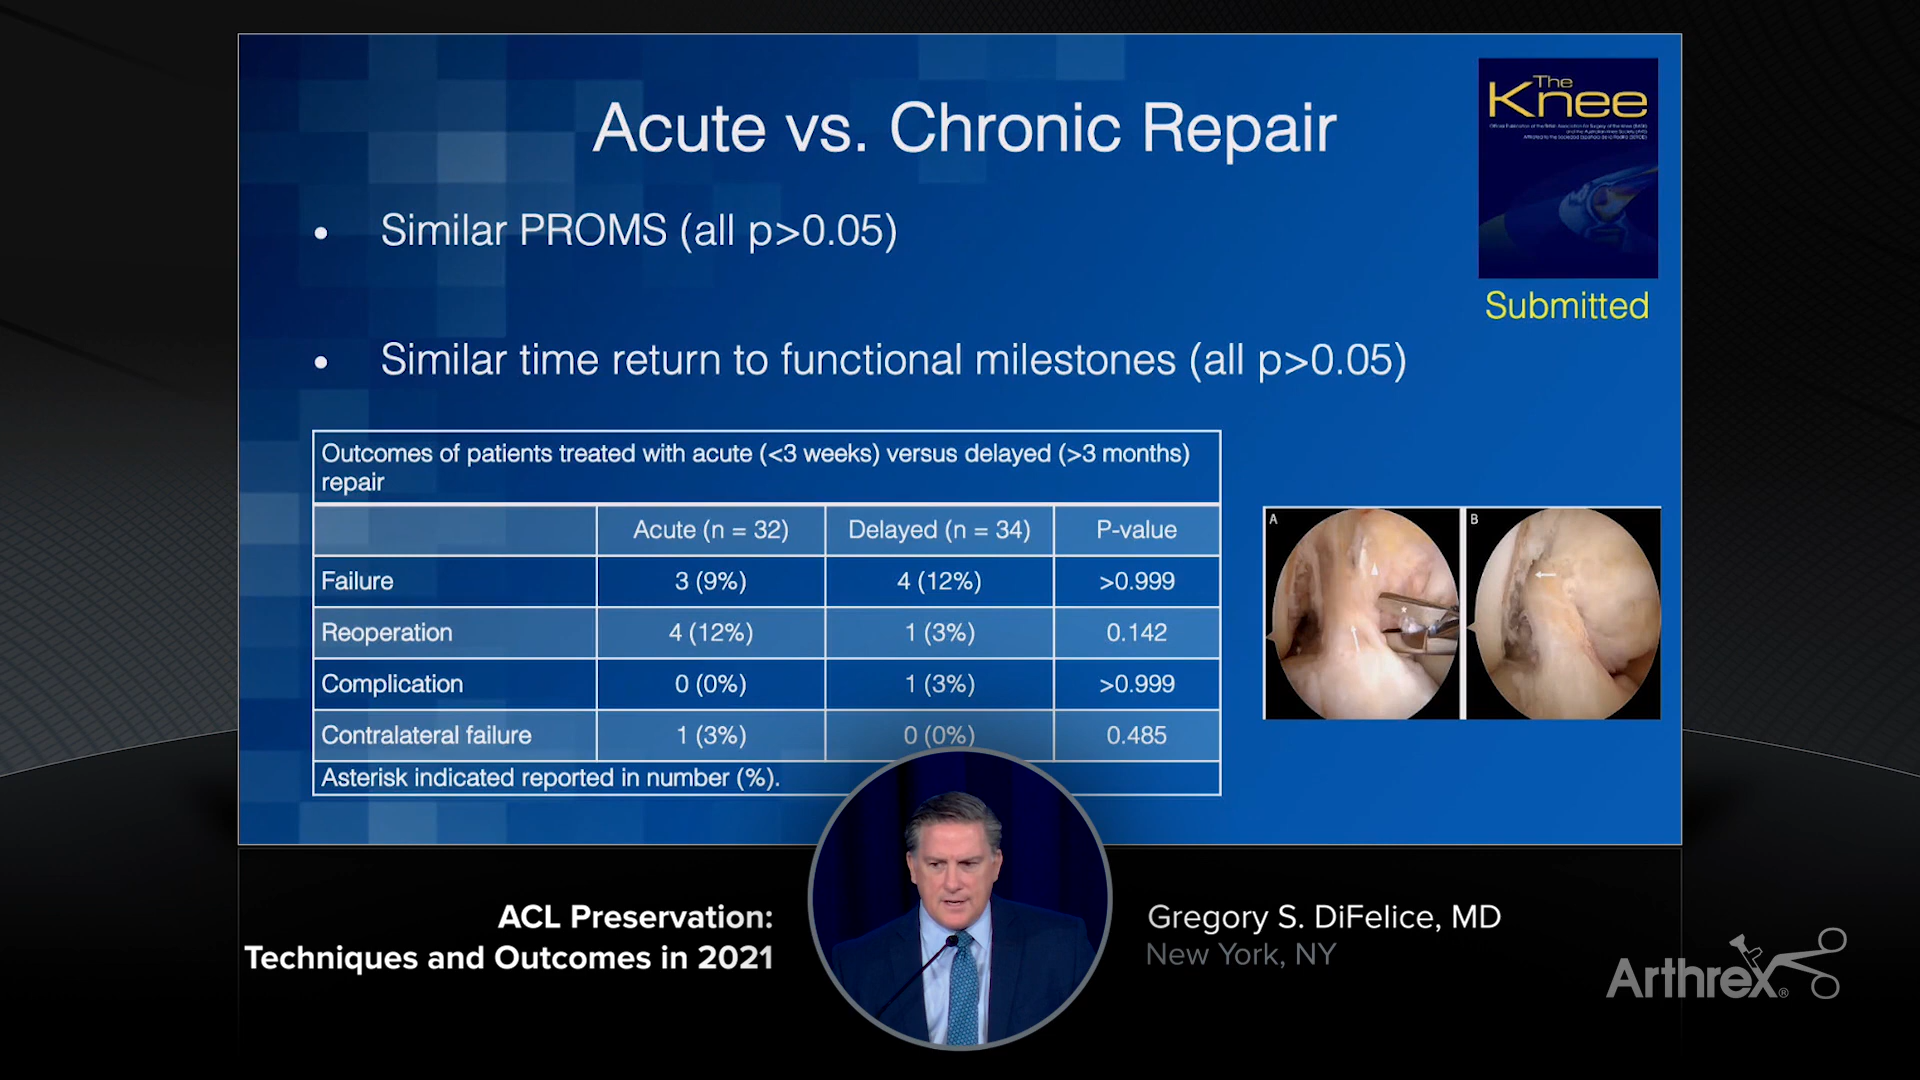 The
Knee
Acute vs. Chronic Repair
• Similar PROMS (all p>0.05)
Submitted
• Similar time return to functional milestones (all p>0.05)
Outcomes of patients treated with acute (<3 weeks) versus delayed (>3 months)
repair
Acute (n = 32) Delayed (n = 34) P-value
Failure 3 (9%) 4 (12%) >0.999
Reoperation 4 (12%) 1 (3%) 0.142
Complication 0 (0%) 1 (3%) >0.999
Contralateral failure 1 (3%) 0 (0%) 0.485
Asterisk indicated reported in number (%).
A B
ACL Preservation:
Techniques and Outcomes in 2021
Gregory S. DiFelice, MD
New York, NY
Arthrex®